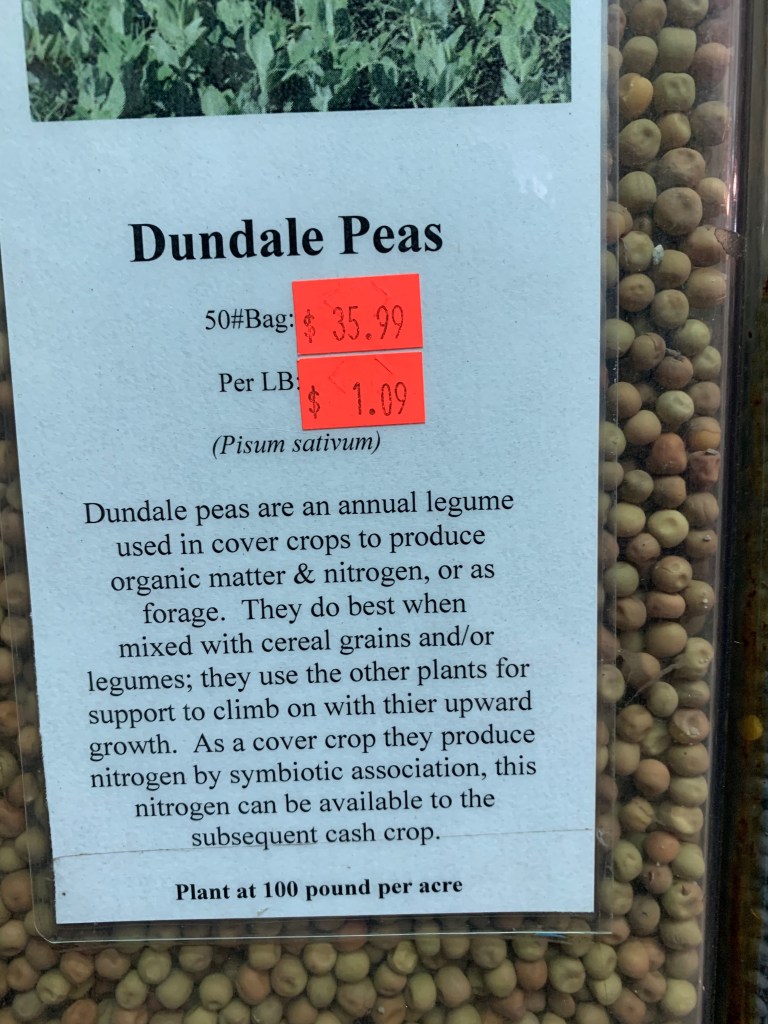 Dundale Peas
50#Bag: $ 35.99
Per LB: $ 1.09
(Pisum sativum)
Dundale peas are an annual legume
used in cover crops to produce
organic matter & nitrogen, or as
forage. They do best when
mixed with cereal grains and/or
legumes; they use the other plants for
support to climb on with thier upward
growth. As a cover crop they produce
nitrogen by symbiotic association, this
nitrogen can be available to the
subsequent cash crop.
Plant at 100 pound per acre